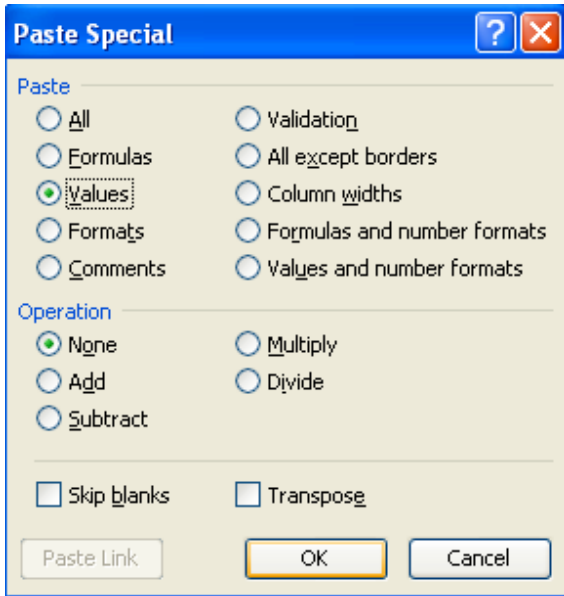 Paste Special
Paste
All
Validation
Formulas
All except borders
Values
Column widths
Formats
Formulas and number formats
Comments
Values and number formats
Operation
None
Multiply
Add
Divide
Subtract
Skip blanks
Transpose
Paste Link
OK
Cancel